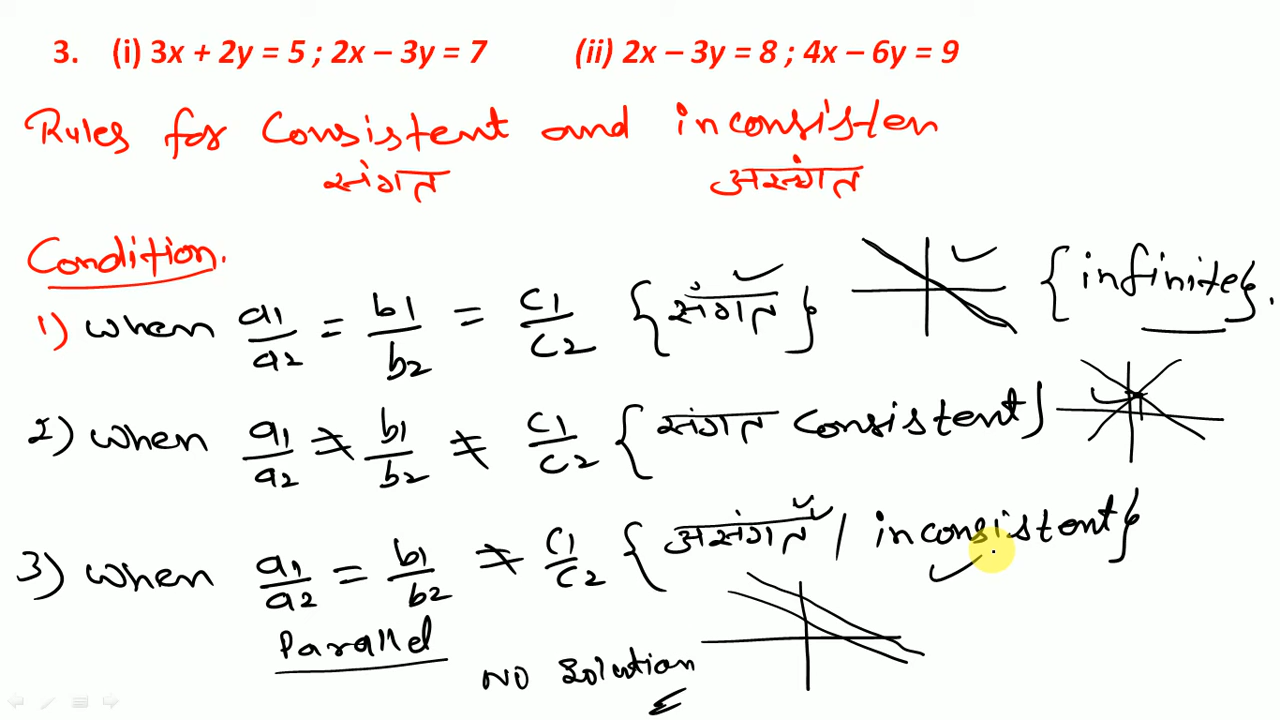 3. (i) 3x + 2y = 5 ; 2x – 3y = 7 (ii) 2x – 3y = 8 ; 4x – 6y = 9
Rules for Consistent and inconsisten
संगत असंगत
Condition.
1) when a1/a2 = b1/b2 = c1/c2 {संगत} {infinite}.
2) when a1/a2 ≠ b1/b2 ≠ c1/c2 {संगत consistent}
3) when a1/a2 = b1/b2 ≠ c1/c2 {असंगत / inconsistent}
Parallel
NO Solution